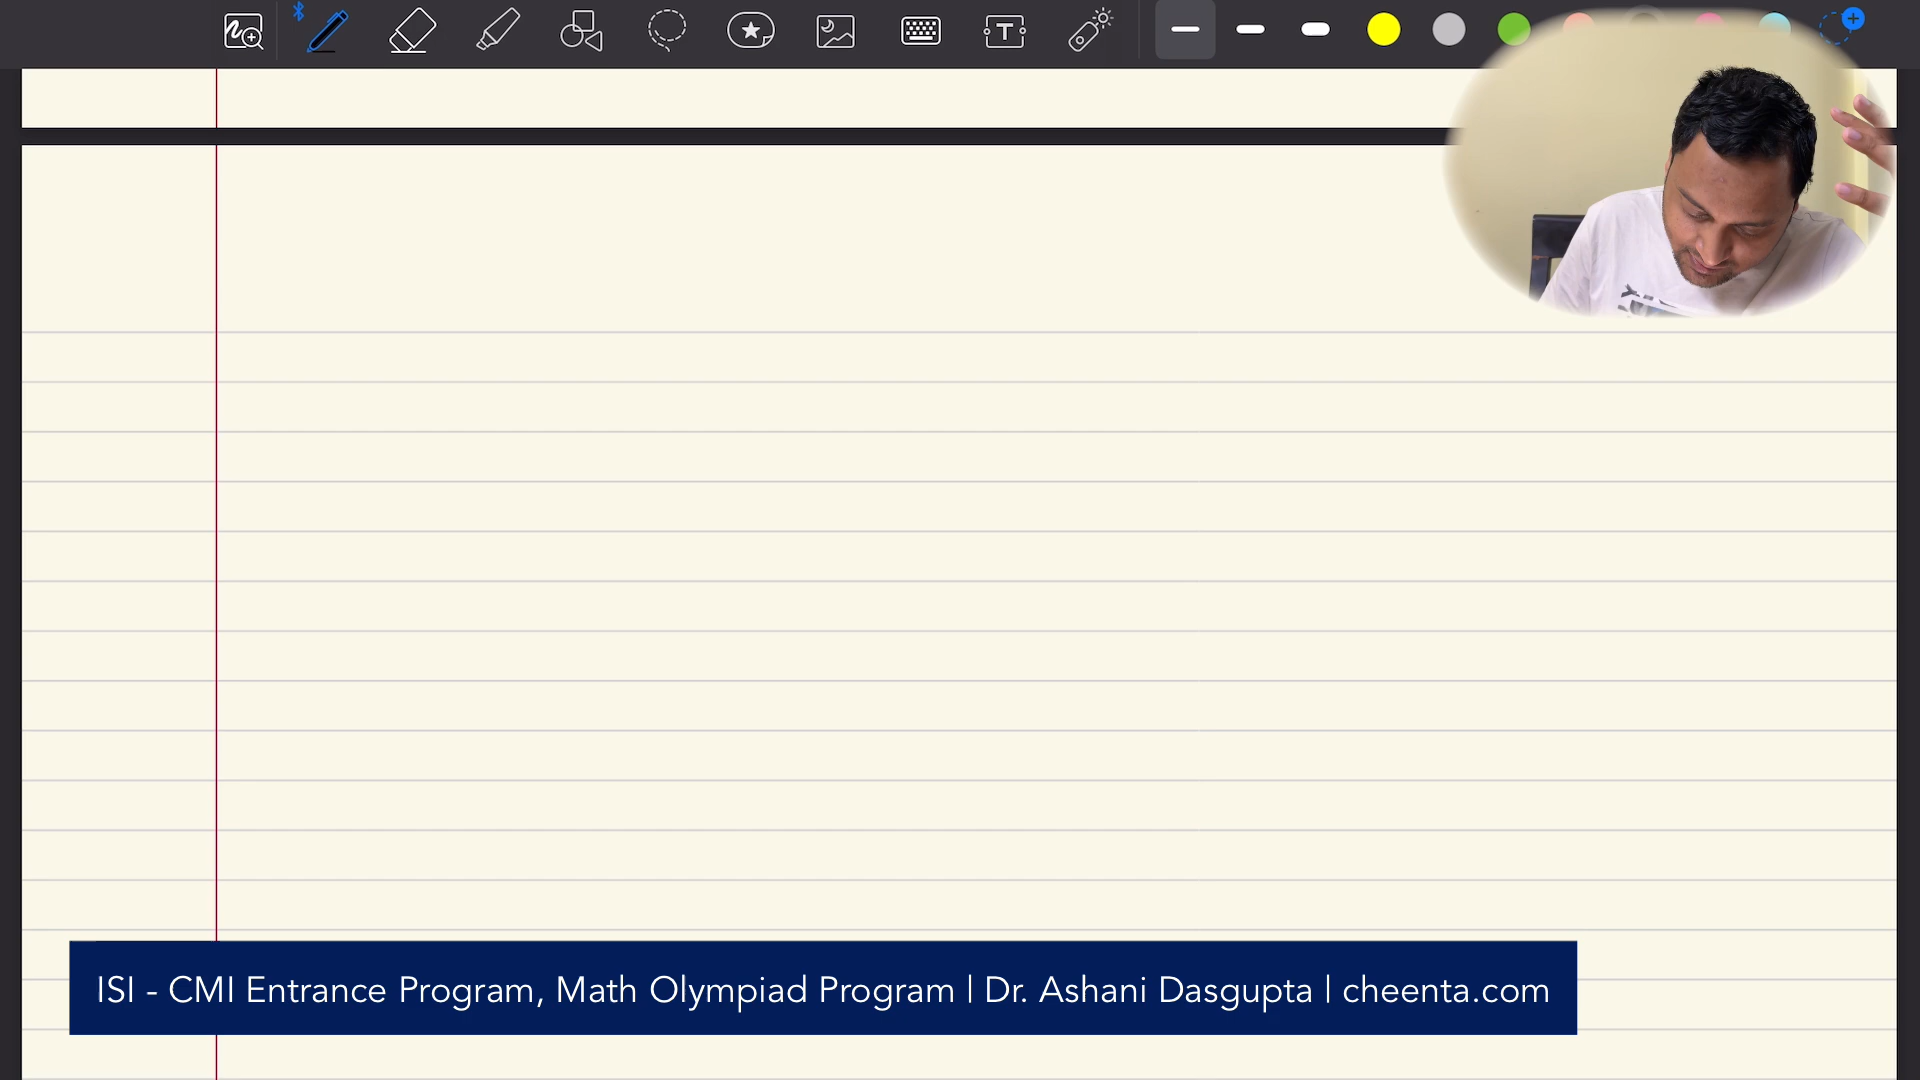 T
ISI - CMI Entrance Program, Math Olympiad Program | Dr. Ashani Dasgupta | cheenta.com